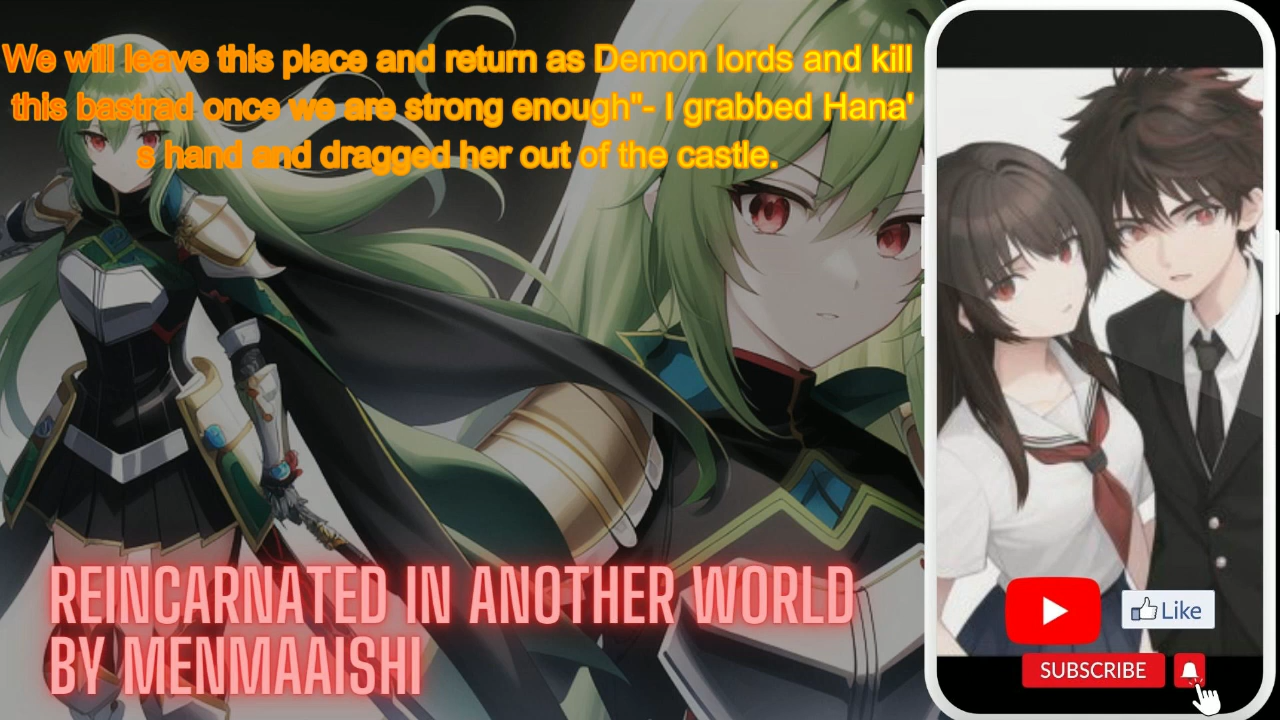 We will leave this place and return as Demon lords and kill
this bastrad once we are strong enough"- I grabbed Hana'
s hand and dragged her out of the castle.
REINCARNATED IN ANOTHER WORLD
BY MENMAAISHI
Like
SUBSCRIBE